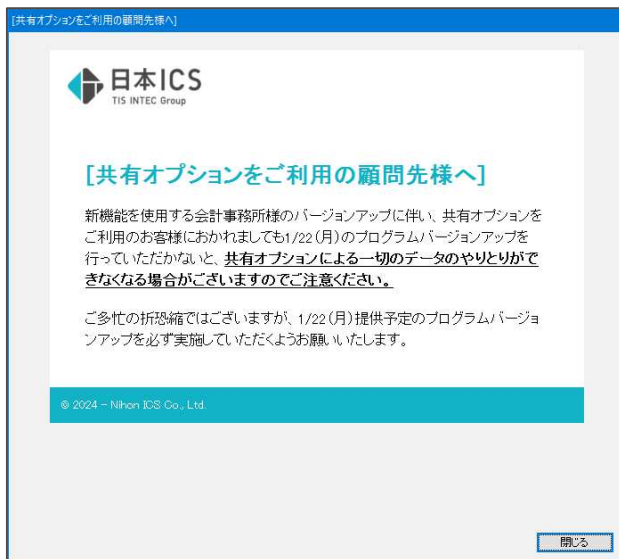 [共有オプションをご利用の顧問先様へ]
日本ICS
TIS INTEC Group
[共有オプションをご利用の顧問先様へ]
新機能を使用する会計事務所様のバージョンアップに伴い、共有オプションを
ご利用のお客様におかれましても1/22(月)のプログラムバージョンアップを
行っていただかないと、共有オプションによる一切のデータのやりとりがで
きなくなる場合がございますのでご注意ください。
ご多忙の折恐縮ではございますが、1/22(月)提供予定のプログラムバージョ
ンアップを必ず実施していただくようお願いいたします。
© 2024 - Nihon ICS Co., Ltd.
閉じる